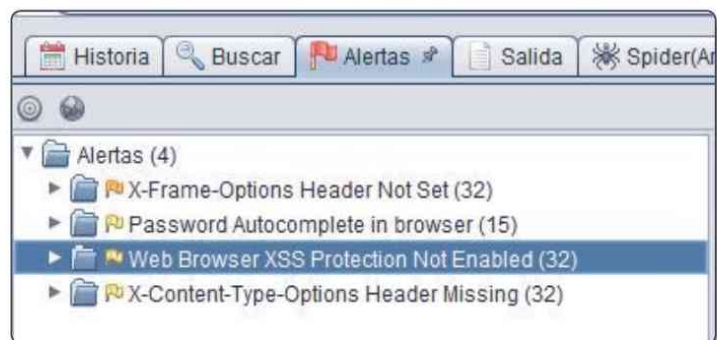 Historia Buscar Alertas Salida Spider(A
Alertas (4)
X-Frame-Options Header Not Set (32)
Password Autocomplete in browser (15)
Web Browser XSS Protection Not Enabled (32)
X-Content-Type-Options Header Missing (32)